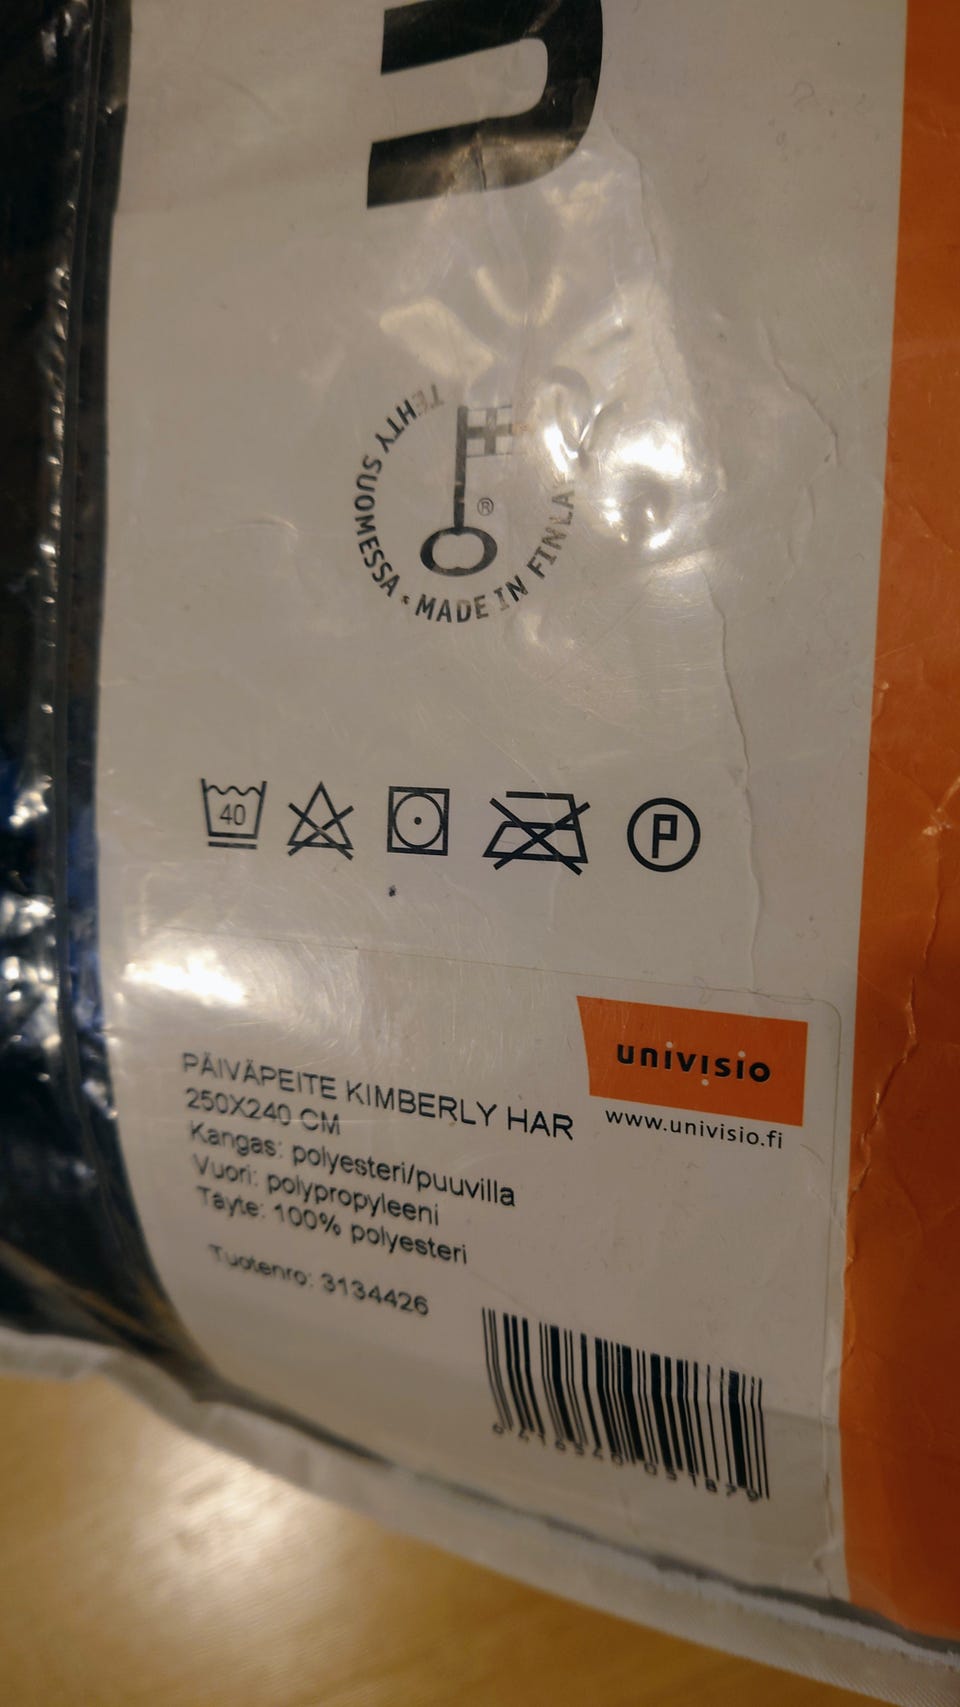 TEHTY SUOMESSA • MADE IN FINLAND
®
40
P
univisio
www.univisio.fi
PÄIVÄPEITE KIMBERLY HAR
250X240 CM
Kangas: polyesteri/puuvilla
Vuori: polypropyleeni
Täyte: 100% polyesteri
Tuotenro: 3134426